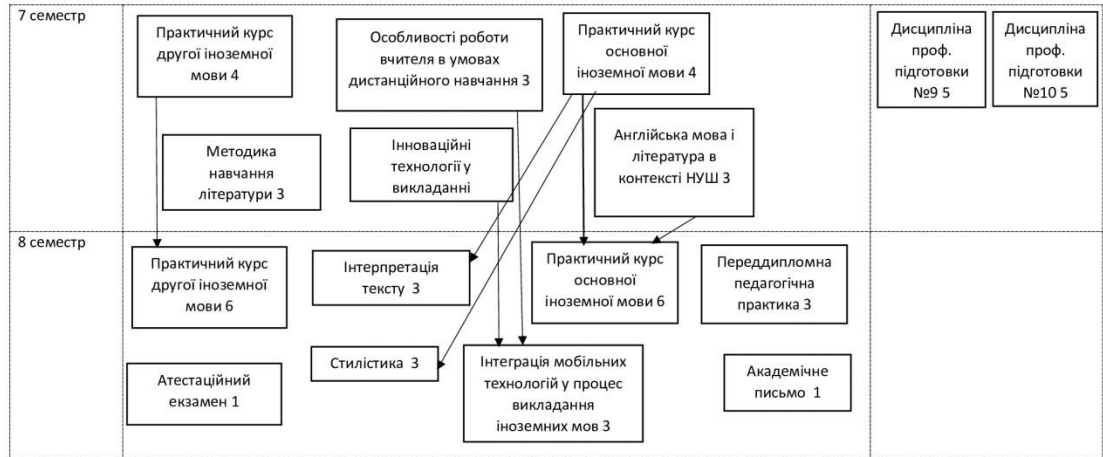 7 семестр
Практичний курс
другої іноземної
мови 4
Особливості роботи
вчителя в умовах
дистанційного навчання 3
Практичний курс
основної
іноземної мови 4
Дисципліна
проф.
підготовки
№9 5
Дисципліна
проф.
підготовки
№10 5
Методика
навчання
літератури 3
Інноваційні
технології у
викладанні
Англійська мова і
література в
контексті НУШ 3
8 семестр
Практичний курс
другої іноземної
мови 6
Інтерпретація
тексту 3
Практичний курс
основної
іноземної мови 6
Переддипломна
педагогічна
практика 3
Атестаційний
екзамен 1
Стилістика 3
Інтеграція мобільних
технологій у процес
викладання
іноземних мов 3
Академічне
письмо 1